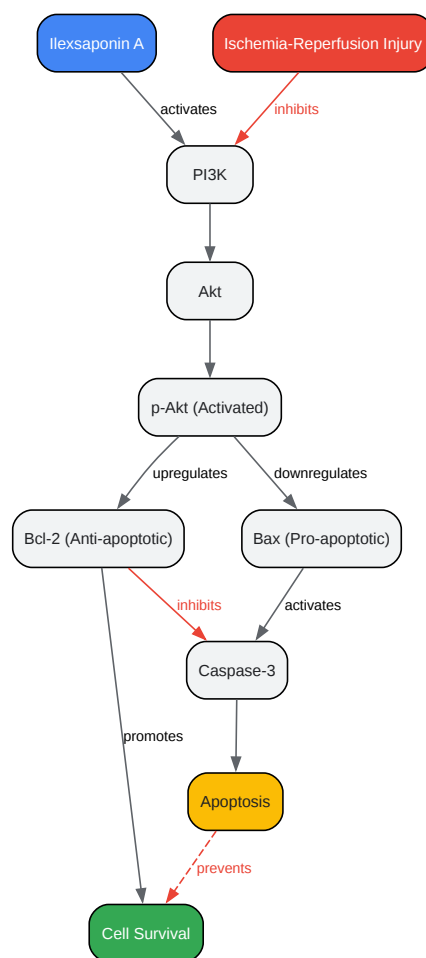 Ilexsaponin A
Ischemia-Reperfusion Injury
activates
inhibits
PI3K
Akt
p-Akt (Activated)
upregulates
downregulates
Bcl-2 (Anti-apoptotic)
Bax (Pro-apoptotic)
inhibits
activates
Caspase-3
promotes
Apoptosis
prevents
Cell Survival